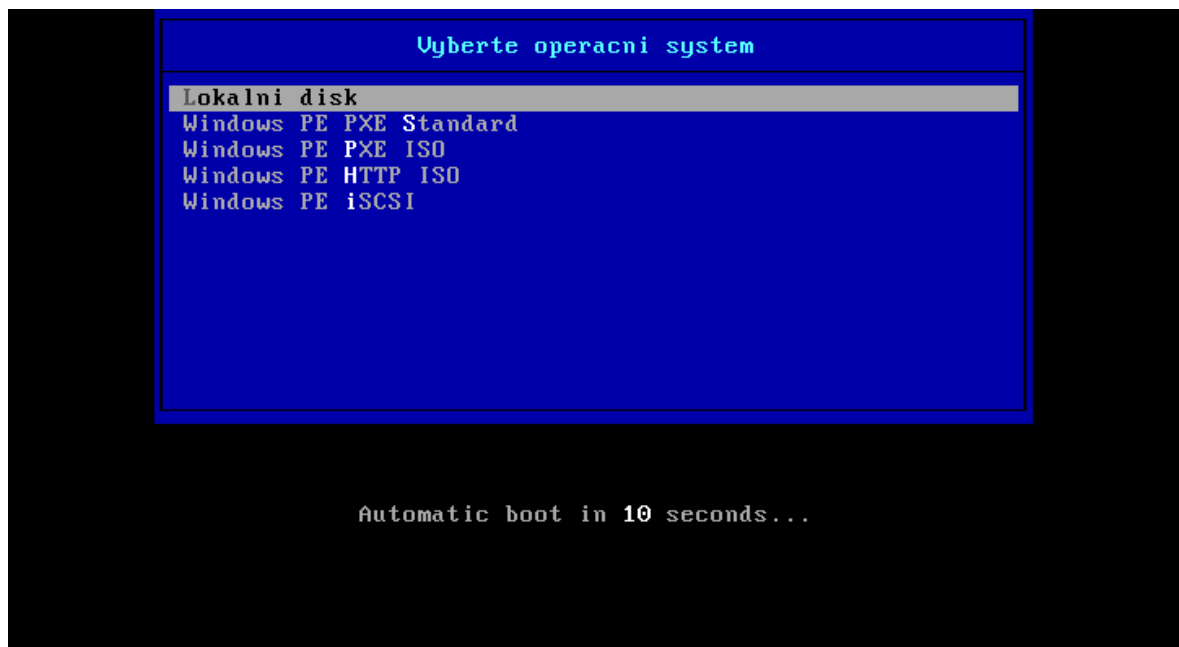 Vyberte operacni system
Lokalni disk
Windows PE PXE Standard
Windows PE PXE ISO
Windows PE HTTP ISO
Windows PE iSCSI
Automatic boot in 10 seconds...